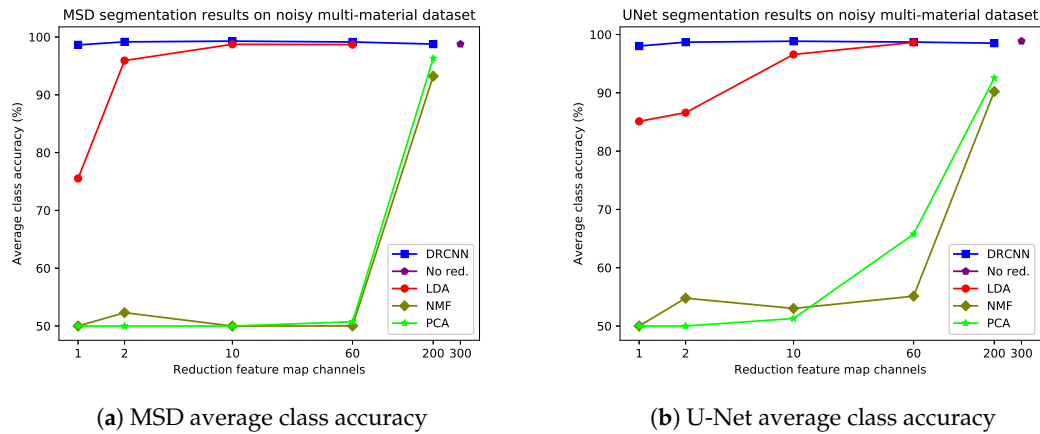 MSD segmentation results on noisy multi-material dataset
100
90
80
70
60
50
Average class accuracy (%)
DRCNN
No red.
LDA
NMF
PCA
1 2 10 60 200 300
Reduction feature map channels
(a) MSD average class accuracy
UNet segmentation results on noisy multi-material dataset
100
90
80
70
60
50
Average class accuracy (%)
DRCNN
No red.
LDA
NMF
PCA
1 2 10 60 200 300
Reduction feature map channels
(b) U-Net average class accuracy